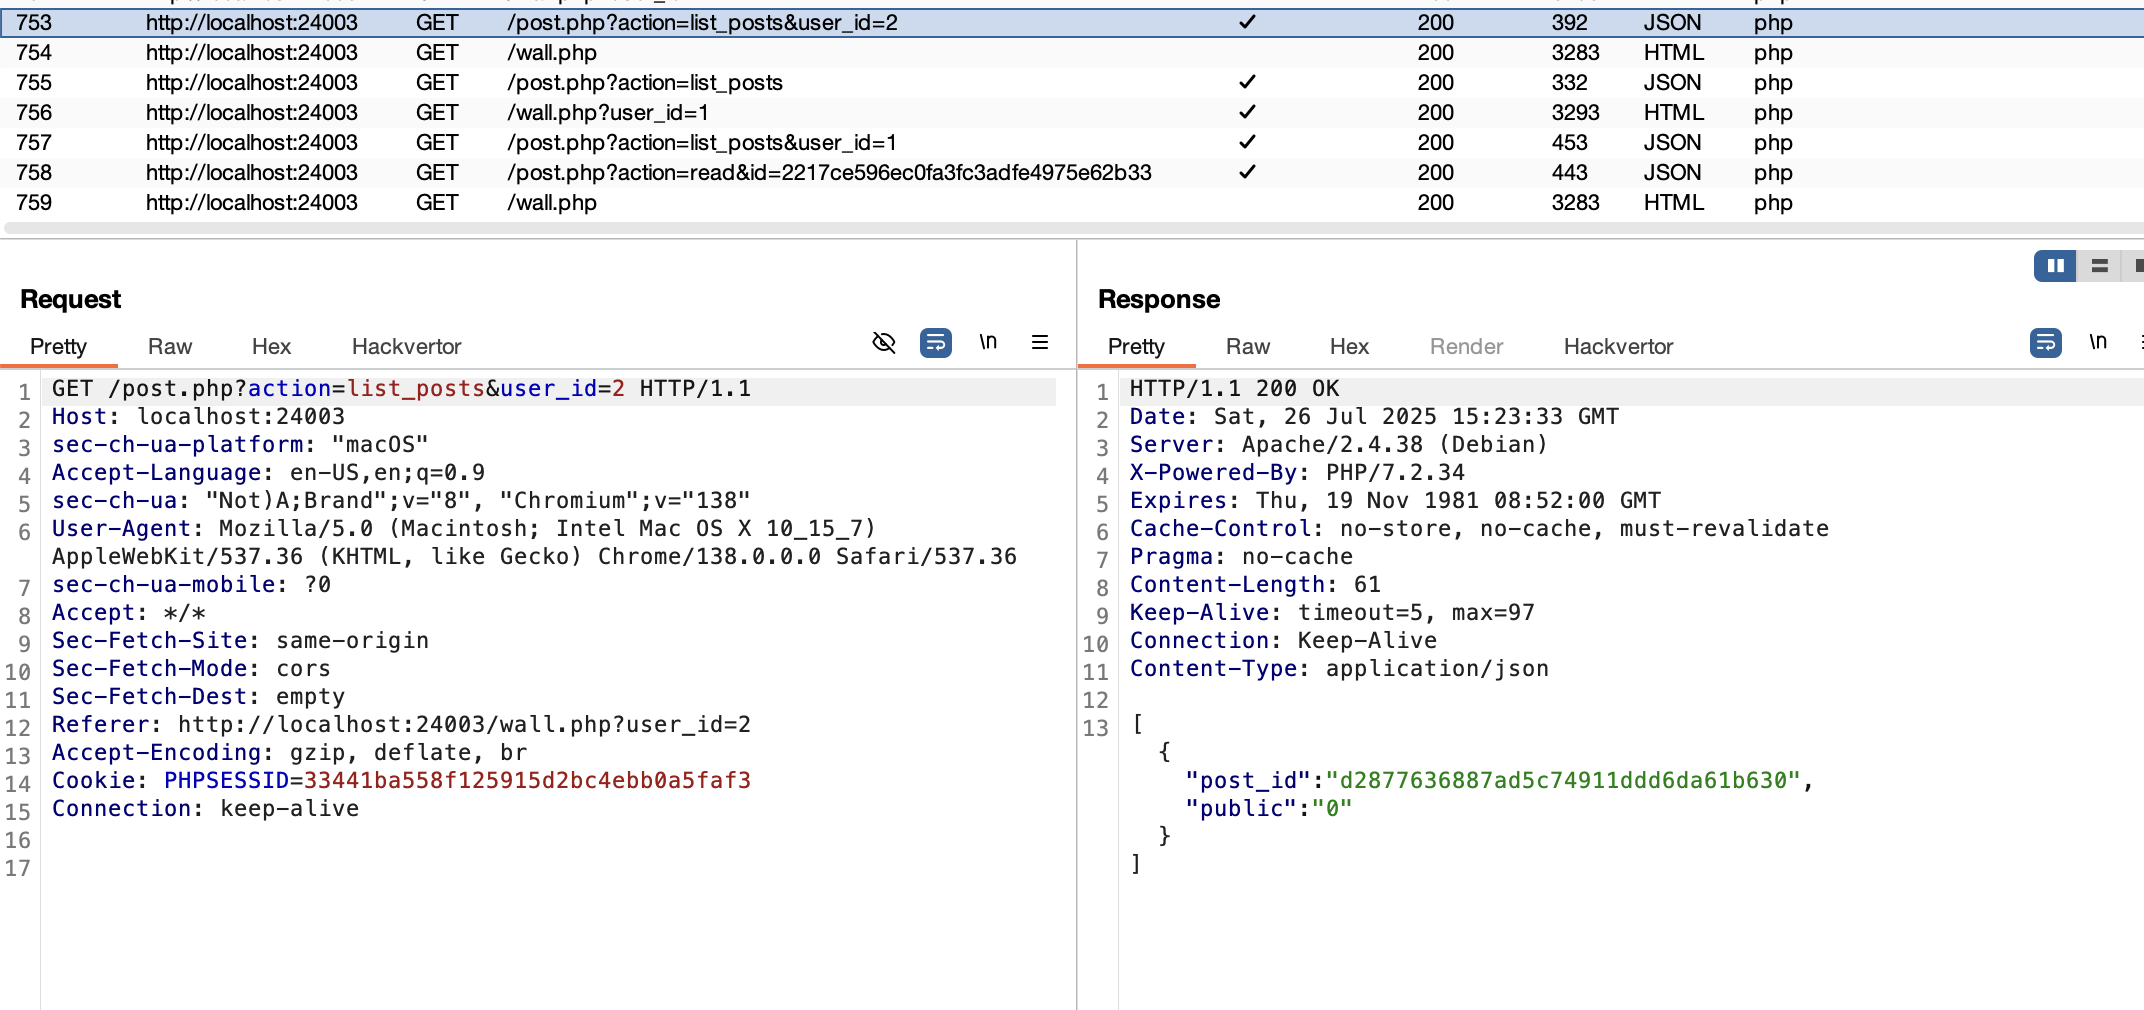 753 http://localhost:24003 GET /post.php?action=list_posts&user_id=2 ✓ 200 392 JSON php
754 http://localhost:24003 GET /wall.php 200 3283 HTML php
755 http://localhost:24003 GET /post.php?action=list_posts ✓ 200 332 JSON php
756 http://localhost:24003 GET /wall.php?user_id=1 ✓ 200 3293 HTML php
757 http://localhost:24003 GET /post.php?action=list_posts&user_id=1 ✓ 200 453 JSON php
758 http://localhost:24003 GET /post.php?action=read&id=2217ce596ec0fa3fc3adfe4975e62b33 ✓ 200 443 JSON php
759 http://localhost:24003 GET /wall.php 200 3283 HTML php
Request
Pretty Raw Hex Hackvertor \n
1 GET /post.php?action=list_posts&user_id=2 HTTP/1.1
2 Host: localhost:24003
3 sec-ch-ua-platform: "macOS"
4 Accept-Language: en-US,en;q=0.9
5 sec-ch-ua: "Not)A;Brand";v="8", "Chromium";v="138"
6 User-Agent: Mozilla/5.0 (Macintosh; Intel Mac OS X 10_15_7)
AppleWebKit/537.36 (KHTML, like Gecko) Chrome/138.0.0.0 Safari/537.36
7 sec-ch-ua-mobile: ?0
8 Accept: */*
9 Sec-Fetch-Site: same-origin
10 Sec-Fetch-Mode: cors
11 Sec-Fetch-Dest: empty
12 Referer: http://localhost:24003/wall.php?user_id=2
13 Accept-Encoding: gzip, deflate, br
14 Cookie: PHPSESSID=33441ba558f125915d2bc4ebb0a5faf3
15 Connection: keep-alive
16
17
Response
Pretty Raw Hex Render Hackvertor \n
1 HTTP/1.1 200 OK
2 Date: Sat, 26 Jul 2025 15:23:33 GMT
3 Server: Apache/2.4.38 (Debian)
4 X-Powered-By: PHP/7.2.34
5 Expires: Thu, 19 Nov 1981 08:52:00 GMT
6 Cache-Control: no-store, no-cache, must-revalidate
7 Pragma: no-cache
8 Content-Length: 61
9 Keep-Alive: timeout=5, max=97
10 Connection: Keep-Alive
11 Content-Type: application/json
12
13 [
{
"post_id":"d2877636887ad5c74911ddd6da61b630",
"public":"0"
}
]